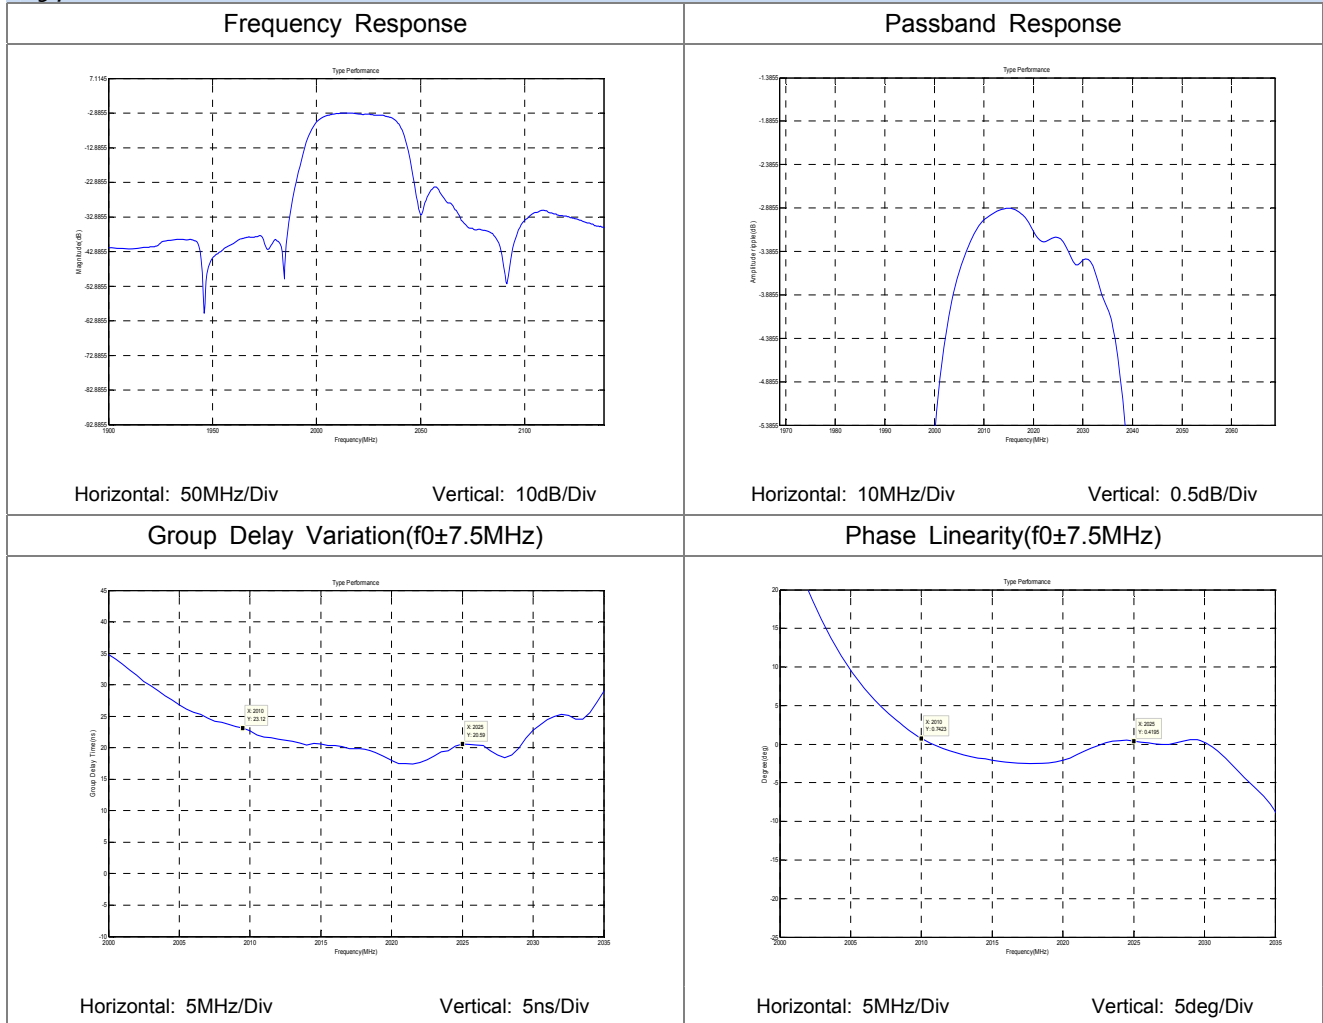 Frequency Response
Passband Response
Type Performance
7.1145
-2.8855
-12.8855
-22.8855
-32.8855
-42.8855
-52.8855
-62.8855
-72.8855
-82.8855
-92.8855
Magnitude(dB)
1900 1950 2000 2050 2100
Frequency(MHz)
Horizontal: 50MHz/Div Vertical: 10dB/Div
Type Performance
-1.3855
-1.8855
-2.3855
-2.8855
-3.3855
-3.8855
-4.3855
-4.8855
-5.3855
Amplitude ripple(dB)
1970 1980 1990 2000 2010 2020 2030 2040 2050 2060
Frequency(MHz)
Horizontal: 10MHz/Div Vertical: 0.5dB/Div
Group Delay Variation(f0±7.5MHz)
Phase Linearity(f0±7.5MHz)
Type Performance
45
40
35
30
25
20
15
10
5
0
-5
-10
Group Delay Time(ns)
X: 2010
Y: 23.12
X: 2025
Y: 20.59
2000 2005 2010 2015 2020 2025 2030 2035
Frequency(MHz)
Horizontal: 5MHz/Div Vertical: 5ns/Div
Type Performance
20
15
10
5
0
-5
-10
-15
-20
-25
Degree(deg)
X: 2010
Y: 0.7423
X: 2025
Y: 0.4195
2000 2005 2010 2015 2020 2025 2030 2035
Frequency(MHz)
Horizontal: 5MHz/Div Vertical: 5deg/Div